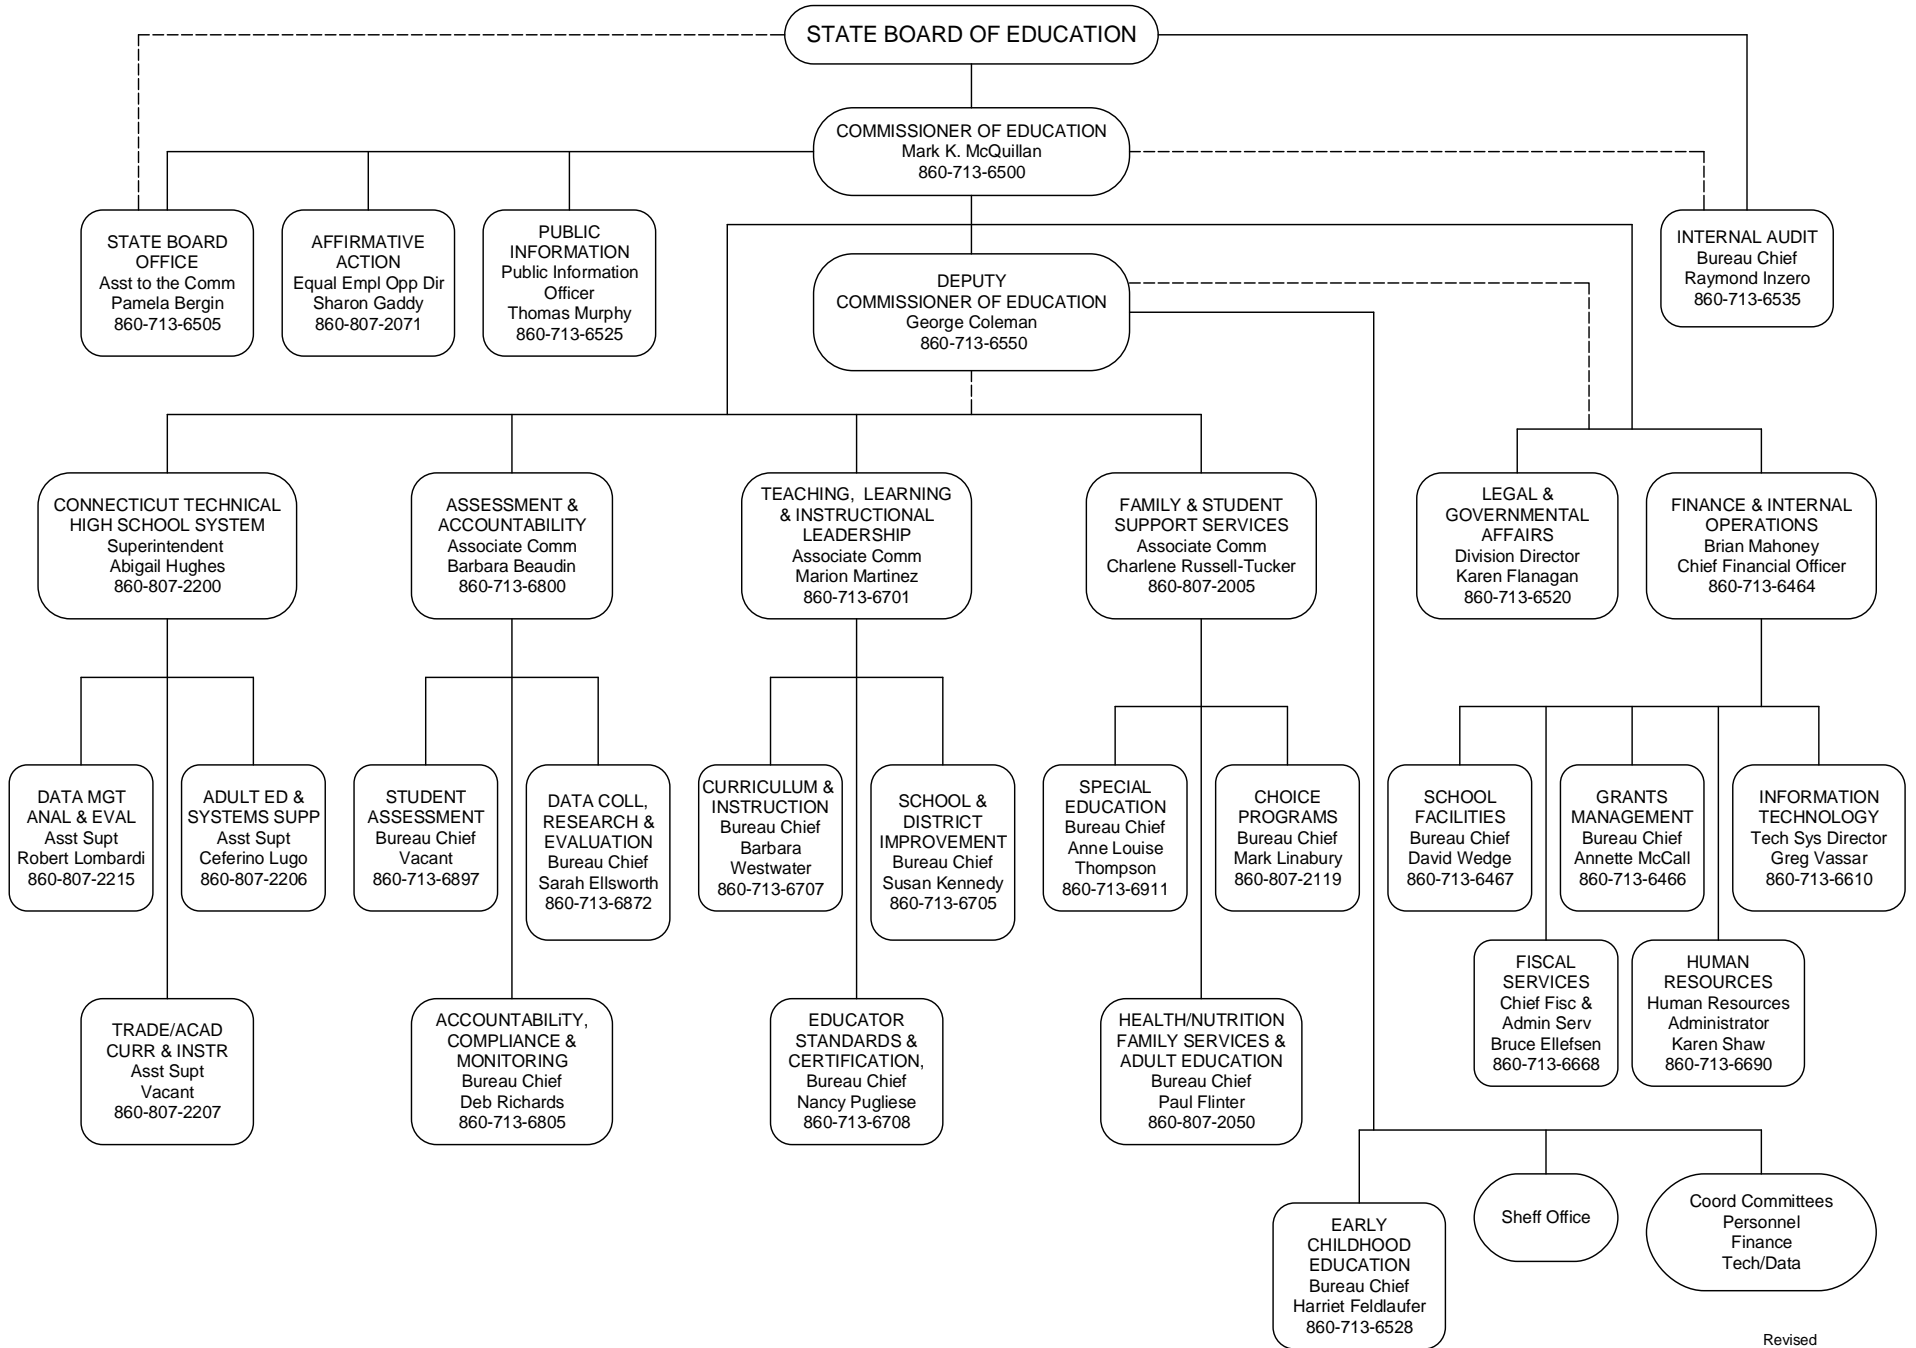 STATE BOARD OF EDUCATION
COMMISSIONER OF EDUCATION
Mark K. McQuillan
860-713-6500
STATE BOARD
OFFICE
Asst to the Comm
Pamela Bergin
860-713-6505
AFFIRMATIVE
ACTION
Equal Empl Opp Dir
Sharon Gaddy
860-807-2071
PUBLIC
INFORMATION
Public Information
Officer
Thomas Murphy
860-713-6525
INTERNAL AUDIT
Bureau Chief
Raymond Inzero
860-713-6535
DEPUTY
COMMISSIONER OF EDUCATION
George Coleman
860-713-6550
CONNECTICUT TECHNICAL
HIGH SCHOOL SYSTEM
Superintendent
Abigail Hughes
860-807-2200
ASSESSMENT &
ACCOUNTABILITY
Associate Comm
Barbara Beaudin
860-713-6800
TEACHING, LEARNING
& INSTRUCTIONAL
LEADERSHIP
Associate Comm
Marion Martinez
860-713-6701
FAMILY & STUDENT
SUPPORT SERVICES
Associate Comm
Charlene Russell-Tucker
860-807-2005
LEGAL &
GOVERNMENTAL
AFFAIRS
Division Director
Karen Flanagan
860-713-6520
FINANCE & INTERNAL
OPERATIONS
Brian Mahoney
Chief Financial Officer
860-713-6464
DATA MGT
ANAL & EVAL
Asst Supt
Robert Lombardi
860-807-2215
ADULT ED &
SYSTEMS SUPP
Asst Supt
Ceferino Lugo
860-807-2206
STUDENT
ASSESSMENT
Bureau Chief
Vacant
860-713-6897
DATA COLL,
RESEARCH &
EVALUATION
Bureau Chief
Sarah Ellsworth
860-713-6872
CURRICULUM &
INSTRUCTION
Bureau Chief
Barbara
Westwater
860-713-6707
SCHOOL &
DISTRICT
IMPROVEMENT
Bureau Chief
Susan Kennedy
860-713-6705
SPECIAL
EDUCATION
Bureau Chief
Anne Louise
Thompson
860-713-6911
CHOICE
PROGRAMS
Bureau Chief
Mark Linabury
860-807-2119
SCHOOL
FACILITIES
Bureau Chief
David Wedge
860-713-6467
GRANTS
MANAGEMENT
Bureau Chief
Annette McCall
860-713-6466
INFORMATION
TECHNOLOGY
Tech Sys Director
Greg Vassar
860-713-6610
FISCAL
SERVICES
Chief Fisc &
Admin Serv
Bruce Ellefsen
860-713-6668
HUMAN
RESOURCES
Human Resources
Administrator
Karen Shaw
860-713-6690
TRADE/ACAD
CURR & INSTR
Asst Supt
Vacant
860-807-2207
ACCOUNTABILiTY,
COMPLIANCE &
MONITORING
Bureau Chief
Deb Richards
860-713-6805
EDUCATOR
STANDARDS &
CERTIFICATION,
Bureau Chief
Nancy Pugliese
860-713-6708
HEALTH/NUTRITION
FAMILY SERVICES &
ADULT EDUCATION
Bureau Chief
Paul Flinter
860-807-2050
EARLY
CHILDHOOD
EDUCATION
Bureau Chief
Harriet Feldlaufer
860-713-6528
Sheff Office
Coord Committees
Personnel
Finance
Tech/Data
Revised